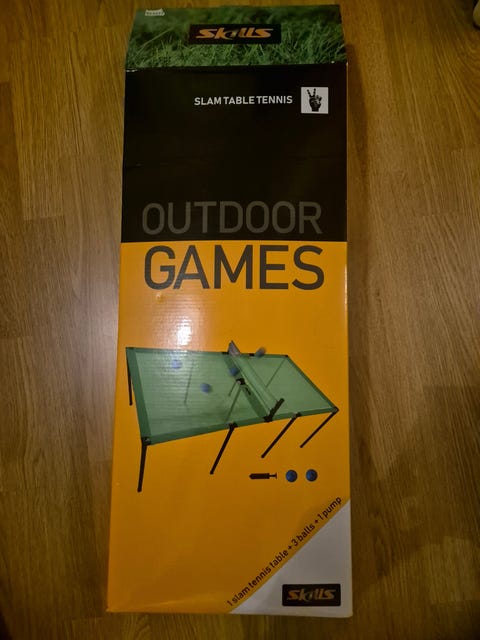 Skills
SLAM TABLE TENNIS
OUTDOOR
GAMES
1 slam tennis table + 3 balls + 1 pump
Skills